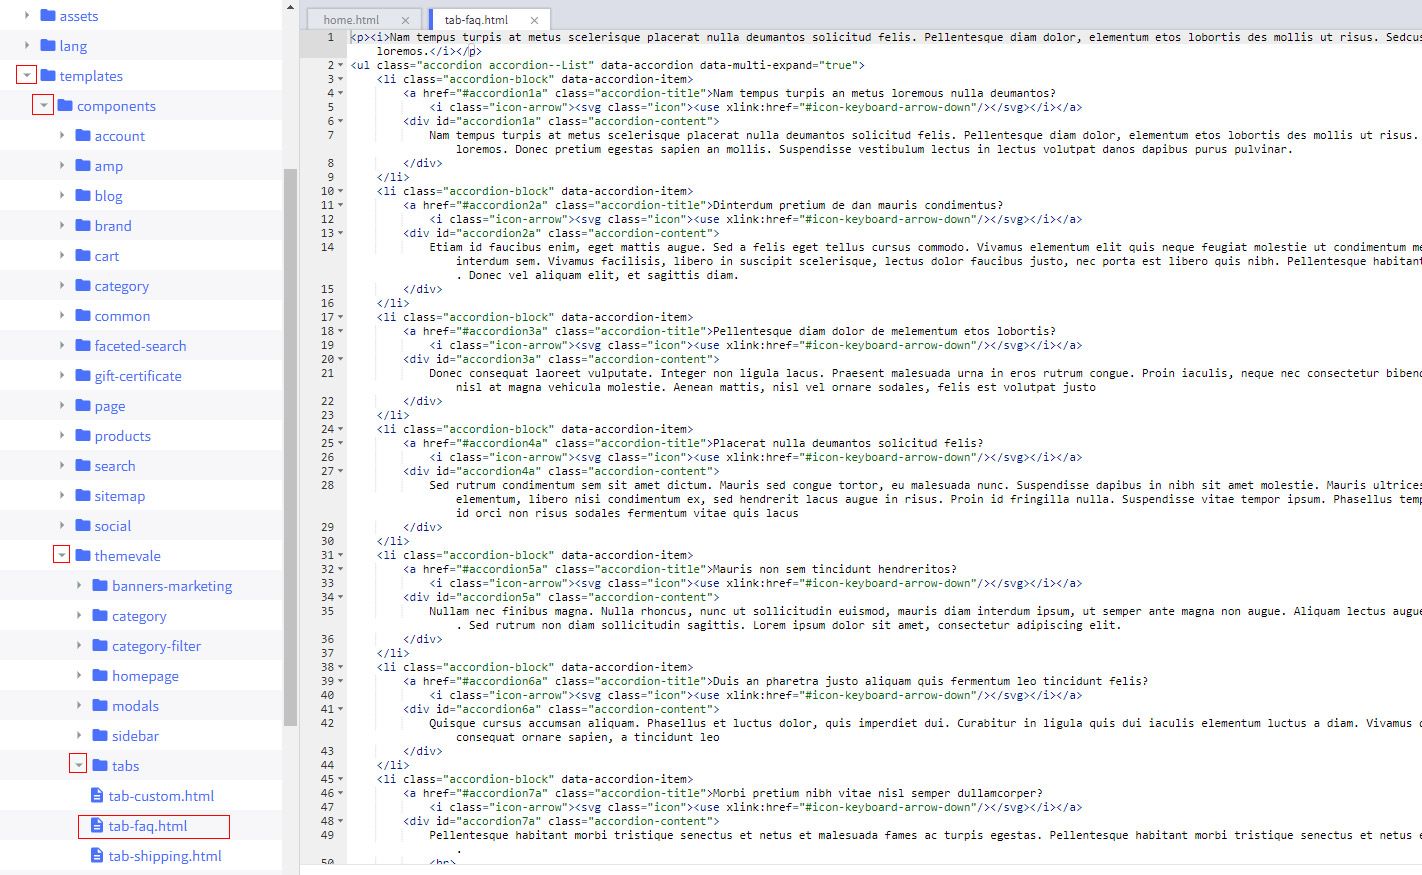 assets
lang
templates
components
account
amp
blog
brand
cart
category
common
faceted-search
gift-certificate
page
products
search
sitemap
social
themevale
banners-marketing
category
category-filter
homepage
modals
sidebar
tabs
tab-custom.html
tab-faq.html
tab-shipping.html
home.html × tab-faq.html ×
1 <p><i>Nam tempus turpis at metus scelerisque placerat nulla deumantos solicitud felis. Pellentesque diam dolor, elementum etos lobortis des mollis ut risus. Sedcus
loremos.</i></p>
2 <ul class="accordion accordion--List" data-accordion data-multi-expand="true">
3 <li class="accordion-block" data-accordion-item>
4 <a href="#accordion1a" class="accordion-title">Nam tempus turpis an metus loremous nulla deumantos?
5 <i class="icon-arrow"><svg class="icon"><use xlink:href="#icon-keyboard-arrow-down"/></svg></i></a>
6 <div id="accordion1a" class="accordion-content">
7 Nam tempus turpis at metus scelerisque placerat nulla deumantos solicitud felis. Pellentesque diam dolor, elementum etos lobortis des mollis ut risus.
loremos. Donec pretium egestas sapien an mollis. Suspendisse vestibulum lectus in lectus volutpat danos dapibus purus pulvinar.
8 </div>
9 </li>
10 <li class="accordion-block" data-accordion-item>
11 <a href="#accordion2a" class="accordion-title">Dinterdum pretium de dan mauris condimentus?
12 <i class="icon-arrow"><svg class="icon"><use xlink:href="#icon-keyboard-arrow-down"/></svg></i></a>
13 <div id="accordion2a" class="accordion-content">
14 Etiam id faucibus enim, eget mattis augue. Sed a felis eget tellus cursus commodo. Vivamus elementum elit quis neque feugiat molestie ut condimentum me
interdum sem. Vivamus facilisis, libero in suscipit scelerisque, lectus dolor faucibus justo, nec porta est libero quis nibh. Pellentesque habitant
. Donec vel aliquam elit, et sagittis diam.
15 </div>
16 </li>
17 <li class="accordion-block" data-accordion-item>
18 <a href="#accordion3a" class="accordion-title">Pellentesque diam dolor de melementum etos lobortis?
19 <i class="icon-arrow"><svg class="icon"><use xlink:href="#icon-keyboard-arrow-down"/></svg></i></a>
20 <div id="accordion3a" class="accordion-content">
21 Donec consequat laoreet vulputate. Integer non ligula lacus. Praesent malesuada urna in eros rutrum congue. Proin iaculis, neque nec consectetur bibend
nisl at magna vehicula molestie. Aenean mattis, nisl vel ornare sodales, felis est volutpat justo
22 </div>
23 </li>
24 <li class="accordion-block" data-accordion-item>
25 <a href="#accordion4a" class="accordion-title">Placerat nulla deumantos solicitud felis?
26 <i class="icon-arrow"><svg class="icon"><use xlink:href="#icon-keyboard-arrow-down"/></svg></i></a>
27 <div id="accordion4a" class="accordion-content">
28 Sed rutrum condimentum sem sit amet dictum. Mauris sed congue tortor, eu malesuada nunc. Suspendisse dapibus in nibh sit amet molestie. Mauris ultrices
elementum, libero nisi condimentum ex, sed hendrerit lacus augue in risus. Proin id fringilla nulla. Suspendisse vitae tempor ipsum. Phasellus temp
id orci non risus sodales fermentum vitae quis lacus
29 </div>
30 </li>
31 <li class="accordion-block" data-accordion-item>
32 <a href="#accordion5a" class="accordion-title">Mauris non sem tincidunt hendreritos?
33 <i class="icon-arrow"><svg class="icon"><use xlink:href="#icon-keyboard-arrow-down"/></svg></i></a>
34 <div id="accordion5a" class="accordion-content">
35 Nullam nec finibus magna. Nulla rhoncus, nunc ut sollicitudin euismod, mauris diam interdum ipsum, ut semper ante magna non augue. Aliquam lectus augue
. Sed rutrum non diam sollicitudin sagittis. Lorem ipsum dolor sit amet, consectetur adipiscing elit.
36 </div>
37 </li>
38 <li class="accordion-block" data-accordion-item>
39 <a href="#accordion6a" class="accordion-title">Duis an pharetra justo aliquam quis fermentum leo tincidunt felis?
40 <i class="icon-arrow"><svg class="icon"><use xlink:href="#icon-keyboard-arrow-down"/></svg></i></a>
41 <div id="accordion6a" class="accordion-content">
42 Quisque cursus accumsan aliquam. Phasellus et luctus dolor, quis imperdiet dui. Curabitur in ligula quis dui iaculis elementum luctus a diam. Vivamus c
consequat ornare sapien, a tincidunt leo
43 </div>
44 </li>
45 <li class="accordion-block" data-accordion-item>
46 <a href="#accordion7a" class="accordion-title">Morbi pretium nibh vitae nisl semper dullamcorper?
47 <i class="icon-arrow"><svg class="icon"><use xlink:href="#icon-keyboard-arrow-down"/></svg></i></a>
48 <div id="accordion7a" class="accordion-content">
49 Pellentesque habitant morbi tristique senectus et netus et malesuada fames ac turpis egestas. Pellentesque habitant morbi tristique senectus et netus e
.
50 <br>